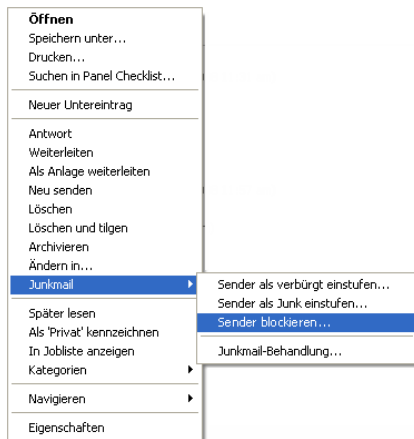 Öffnen
Speichern unter...
Drucken...
Suchen in Panel Checklist...
Neuer Untereintrag
Antwort
Weiterleiten
Als Anlage weiterleiten
Neu senden
Löschen
Löschen und tilgen
Archivieren
Ändern in...
Junkmail
Sender als verbürgt einstufen...
Sender als Junk einstufen...
Sender blockieren...
Junkmail-Behandlung...
Später lesen
Als 'Privat' kennzeichnen
In Jobliste anzeigen
Kategorien
Navigieren
Eigenschaften